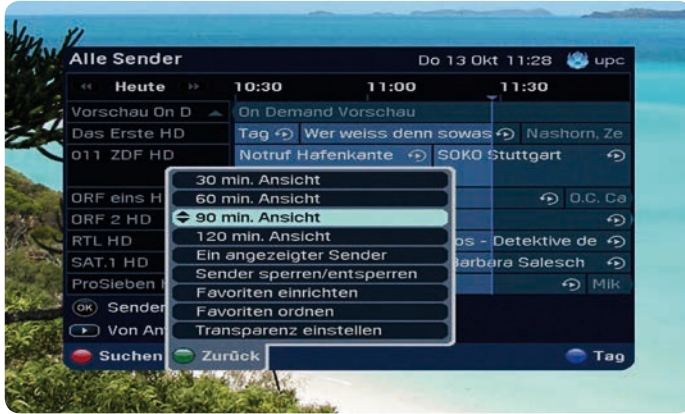 Alle Sender Do 13 Okt 11:28 upc
Heute 10:30 11:00 11:30
Vorschau On D On Demand Vorschau
Das Erste HD Tag Wer weiss denn sowas Nashorn, Ze
011 ZDF HD Notruf Hafenkante SOKO Stuttgart
30 min. Ansicht
ORF eins H 60 min. Ansicht O.C. Ca
ORF 2 HD 90 min. Ansicht
RTL HD 120 min. Ansicht os - Detektive de
SAT.1 HD Ein angezeigter Sender Barbara Salesch
Sender sperren/entsperren
ProSieben Favoriten einrichten Mik
OK Sender Favoriten ordnen
Von An Transparenz einstellen
Suchen Zurück Tag